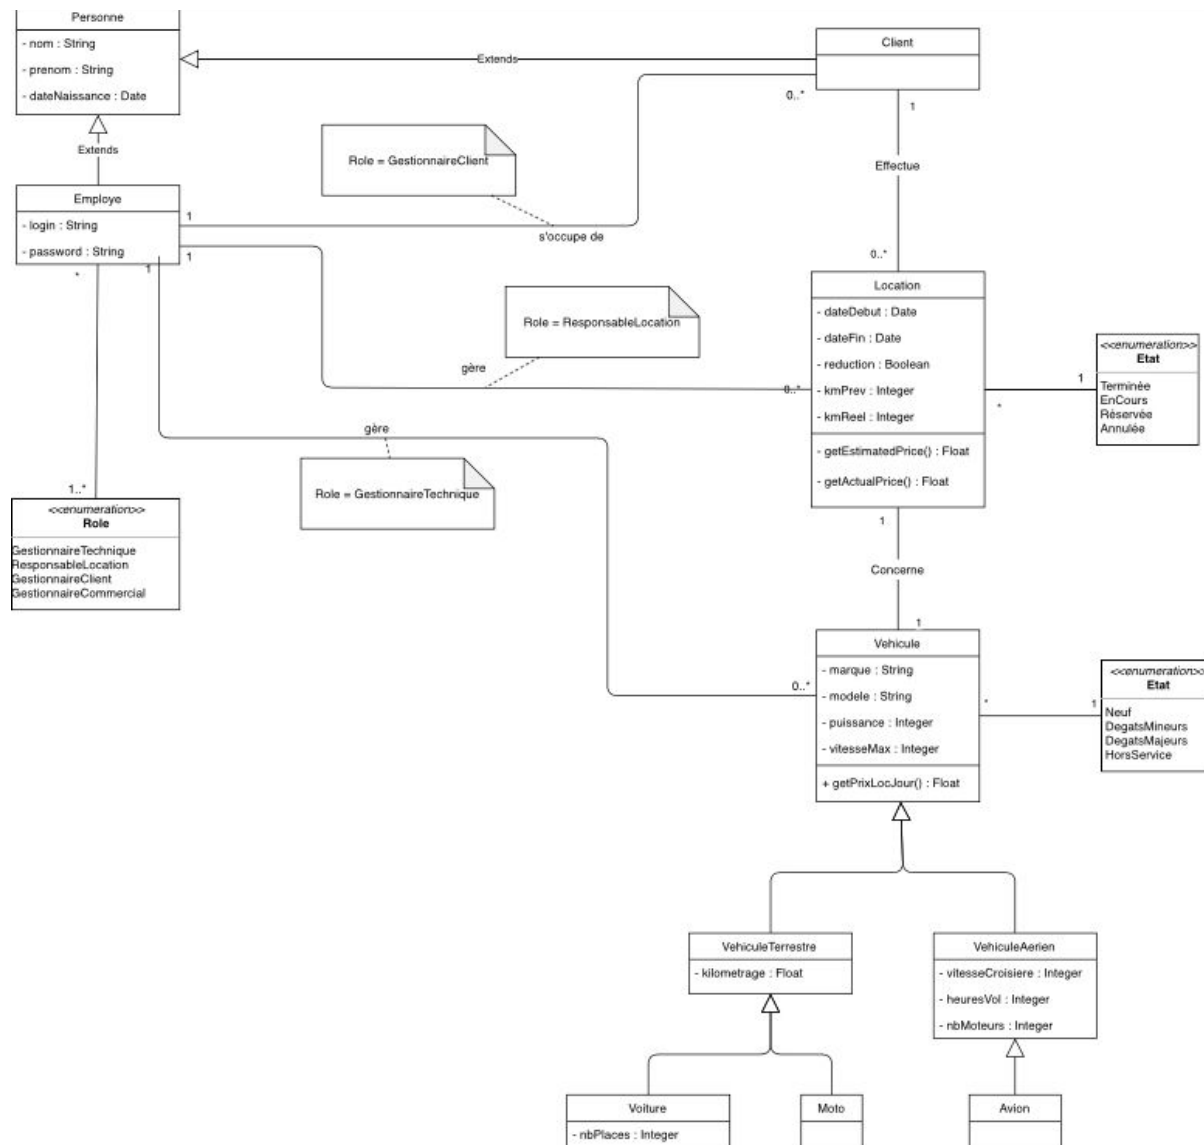 Personne
- nom : String
- prenom : String
- dateNaissance : Date
Extends
Client
0..*
1
Extends
Role = GestionnaireClient
Effectue
Employe
- login : String
- password : String
1
s'occupe de
1
1
*
0..*
Location
- dateDebut : Date
- dateFin : Date
- reduction : Boolean
- kmPrev : Integer
- kmReel : Integer
- getEstimatedPrice() : Float
- getActualPrice() : Float
Role = ResponsableLocation
gère
0..*
<<enumeration>>
Etat
Terminée
EnCours
Réservée
Annulée
1
*
gère
Role = GestionnaireTechnique
1..*
<<enumeration>>
Role
GestionnaireTechnique
ResponsableLocation
GestionnaireClient
GestionnaireCommercial
1
Concerne
1
Vehicule
- marque : String
- modele : String
- puissance : Integer
- vitesseMax : Integer
+ getPrixLocJour() : Float
0..*
*
1
<<enumeration>>
Etat
Neuf
DegatsMineurs
DegatsMajeurs
HorsService
VehiculeTerrestre
- kilometrage : Float
VehiculeAerien
- vitesseCroisiere : Integer
- heuresVol : Integer
- nbMoteurs : Integer
Voiture
- nbPlaces : Integer
Moto
Avion